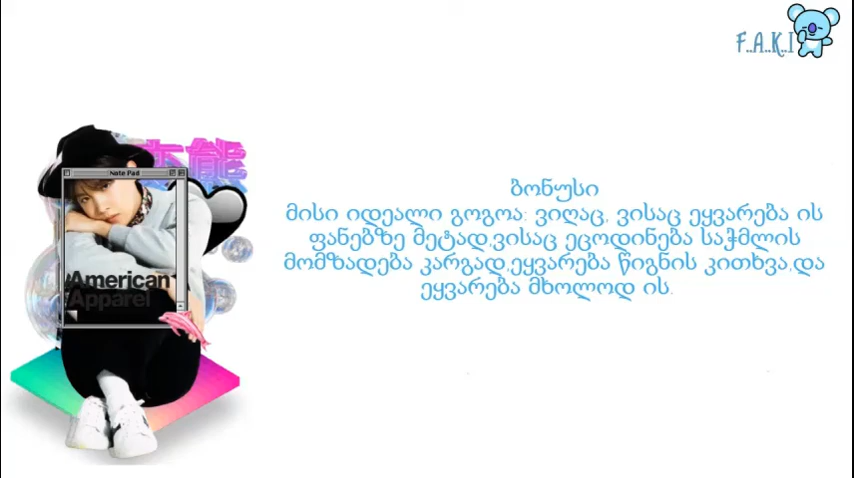 F..A..K..I
ბონუსი
მისი იდეალი გოგოა: ვიღაც, ვისაც ეყვარება ის
ფანებზე მეტად,ვისაც ეცოდინება საჭმლის
მომზადება კარგად,ეყვარება წიგნის კითხვა,და
ეყვარება მხოლოდ ის.
Note Pad
American
Apparel